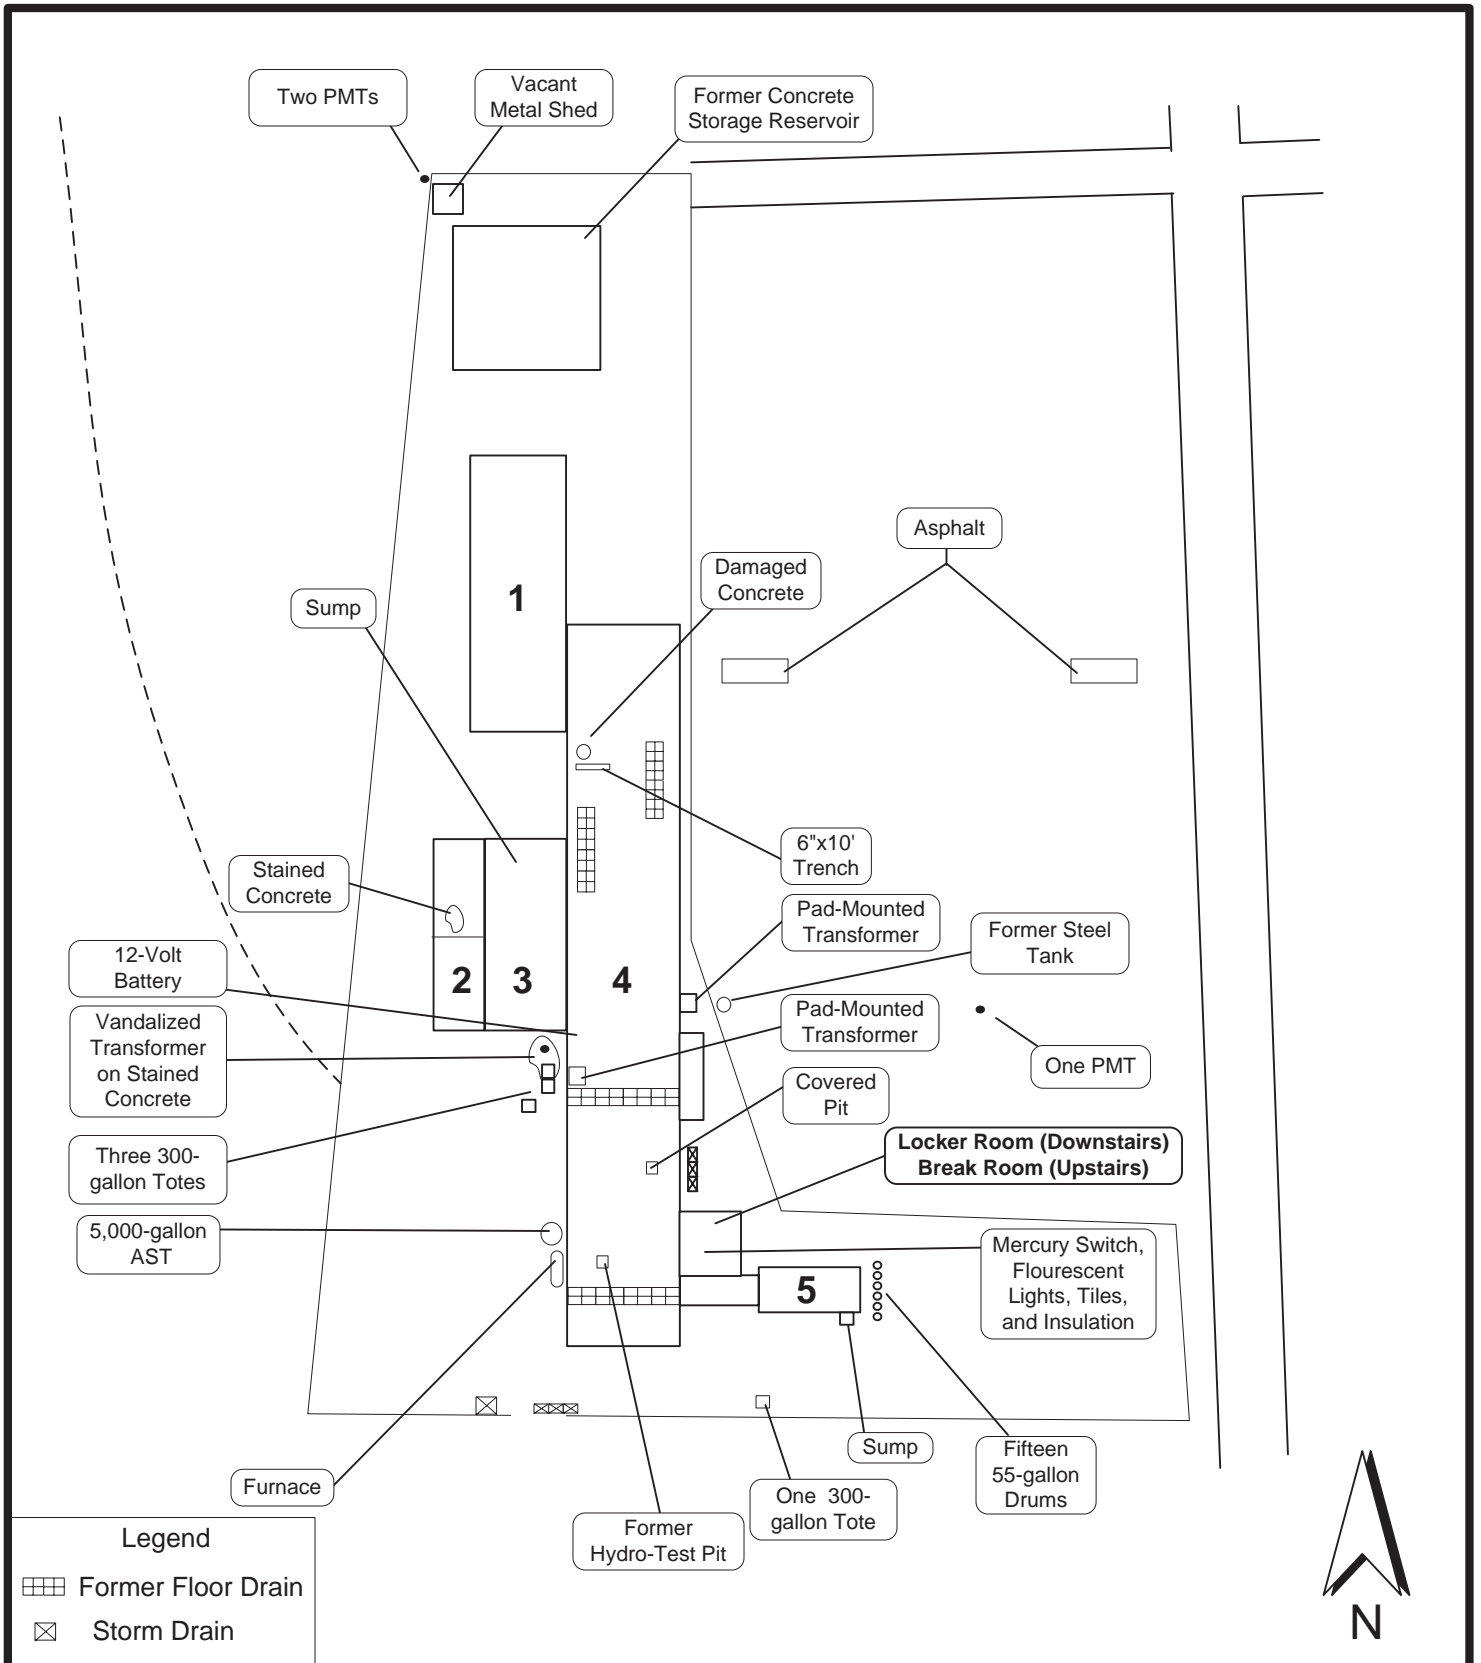 Two PMTs
Vacant
Metal Shed
Former Concrete
Storage Reservoir
Asphalt
Damaged
Concrete
Sump
1
6"x10'
Trench
Stained
Concrete
Pad-Mounted
Transformer
Former Steel
Tank
12-Volt
Battery
2
3
4
Vandalized
Transformer
on Stained
Concrete
Pad-Mounted
Transformer
One PMT
Covered
Pit
Locker Room (Downstairs)
Break Room (Upstairs)
Three 300-
gallon Totes
5,000-gallon
AST
Mercury Switch,
Flourescent
Lights, Tiles,
and Insulation
5
Sump
Fifteen
55-gallon
Drums
Furnace
One 300-
gallon Tote
Former
Hydro-Test Pit
Legend
Former Floor Drain
Storm Drain
N